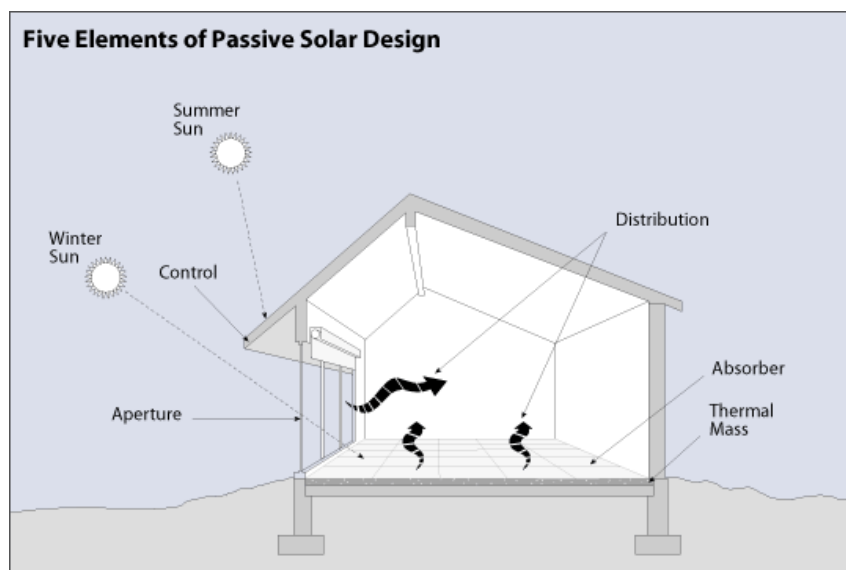 Five Elements of Passive Solar Design
Summer
Sun
Winter
Sun
Control
Distribution
Aperture
Absorber
Thermal
Mass